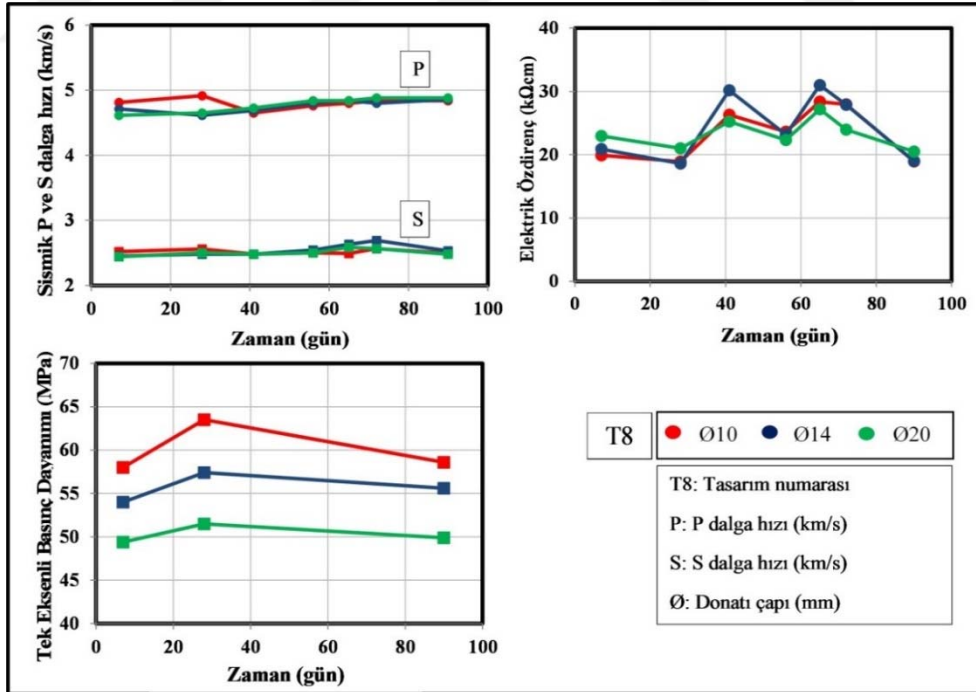 Sismik P ve S dalga hızı (km/s)
6
5
4
3
2
P
S
0 20 40 60 80 100
Zaman (gün)
Elektrik Özdirenç (kΩcm)
40
30
20
10
0
0 20 40 60 80 100
Zaman (gün)
Tek Eksenli Basınç Dayanımı (MPa)
70
65
60
55
50
45
40
0 20 40 60 80 100
Zaman (gün)
T8 Ø10 Ø14 Ø20
T8: Tasarım numarası
P: P dalga hızı (km/s)
S: S dalga hızı (km/s)
Ø: Donatı çapı (mm)